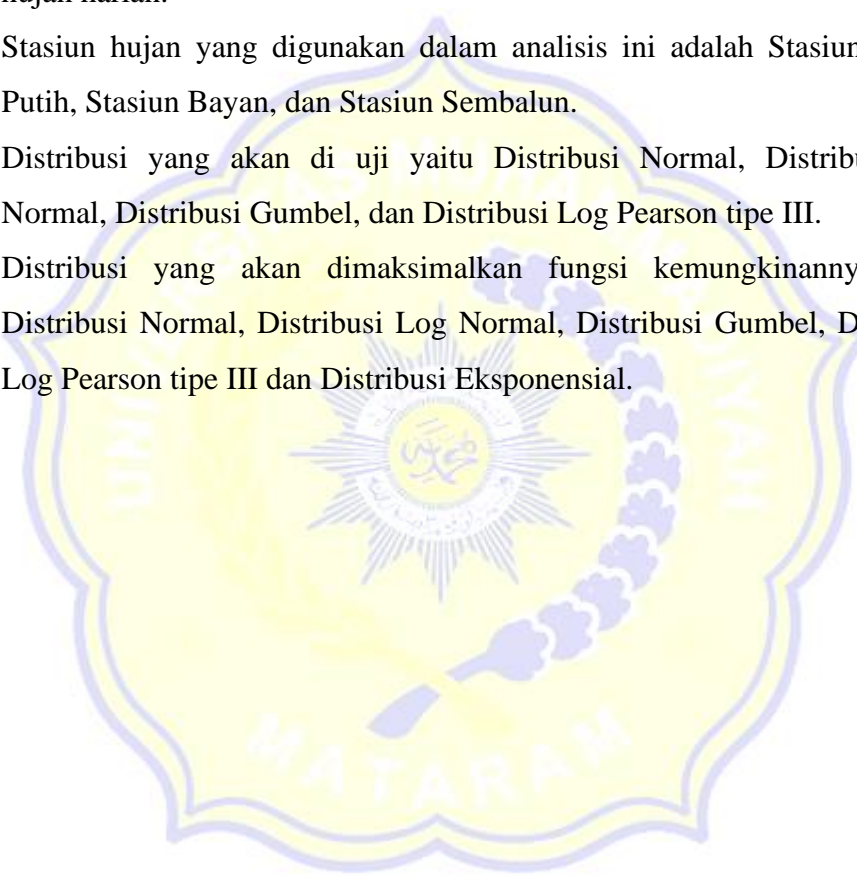 hujan harian.
Stasiun hujan yang digunakan dalam analisis ini adalah Stasiun
Putih, Stasiun Bayan, dan Stasiun Sembalun.
Distribusi yang akan di uji yaitu Distribusi Normal, Distribu
Normal, Distribusi Gumbel, dan Distribusi Log Pearson tipe III.
Distribusi yang akan dimaksimalkan fungsi kemungkinanny
Distribusi Normal, Distribusi Log Normal, Distribusi Gumbel, D
Log Pearson tipe III dan Distribusi Eksponensial.
UNIVERSITAS MUHAMMADIYAH
MATARAM